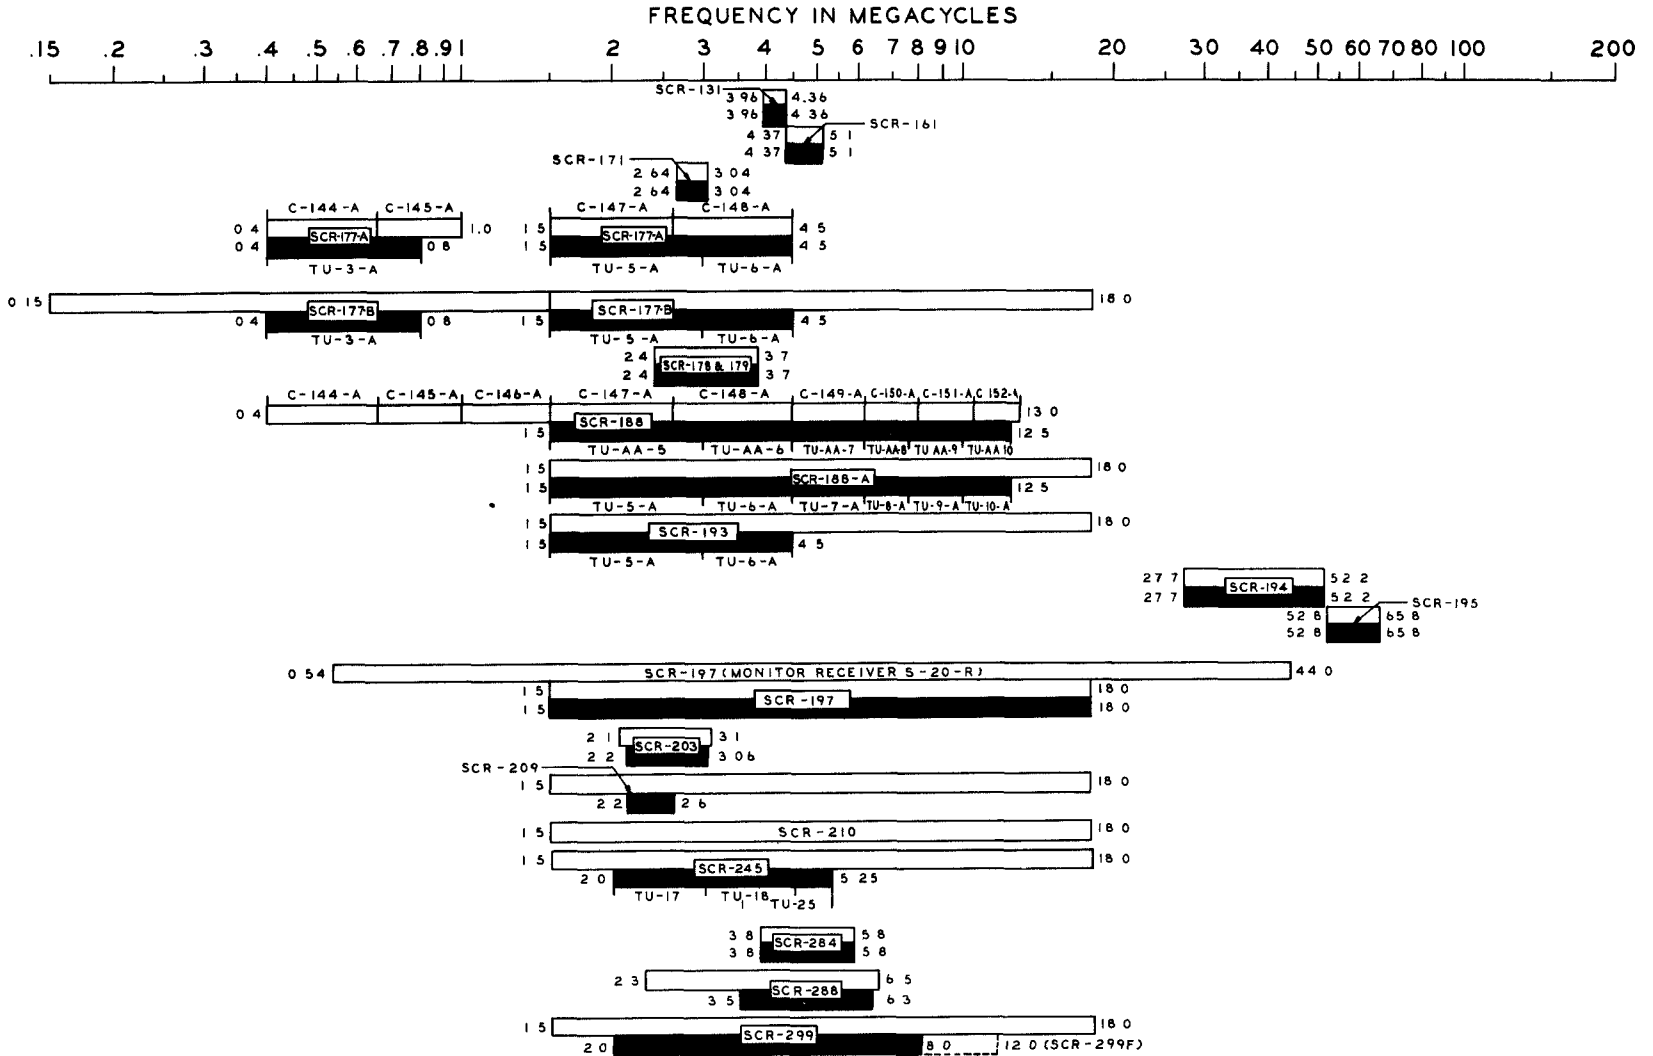 FREQUENCY IN MEGACYCLES
.15 .2 .3 .4 .5 .6 .7 .8 .9 1 2 3 4 5 6 7 8 9 10 20 30 40 50 60 70 80 100 200
SCR-131 3 96 4.36
3 96 4 36
4 37 5 1 SCR-161
4 37 5 1
SCR-171 2 64 3 04
2 64 3 04
C-144-A C-145-A C-147-A C-148-A
0 4 1.0 1 5 4 5
SCR-177-A SCR-177-A
0 4 0 8 1 5 4 5
TU-3-A TU-5-A TU-6-A
0 15 18 0
SCR-177-B SCR-177-B
0 4 0 8 1 5 4 5
TU-3-A TU-5-A TU-6-A
2 4 3 7
SCR-178 & 179
2 4 3 7
C-144-A C-145-A C-146-A C-147-A C-148-A C-149-A C-150-A C-151-A C 152-A
0 4 13 0
SCR-188
1 5 12 5
TU-AA-5 TU-AA-6 TU-AA-7 TU-AA-8 TU AA-9 TU-AA 10
1 5 18 0
SCR-188-A
1 5 12 5
TU-5-A TU-6-A TU-7-A TU-8-A TU-9-A TU-10-A
1 5 18 0
SCR-193
1 5 4 5
TU-5-A TU-6-A
27 7 52 2
SCR-194
27 7 52 2
SCR-195
52 8 65 8
52 8 65 8
0 54 SCR-197 (MONITOR RECEIVER S-20-R) 44 0
1 5 18 0
SCR-197
1 5 18 0
2 1 3 1
SCR-203
2 2 3 06
SCR-209
1 5 18 0
2 2 2 6
1 5 SCR-210 18 0
1 5 18 0
SCR-245
2 0 5 25
TU-17 TU-18 TU-25
3 8 5 8
SCR-284
3 8 5 8
2 3 6 5
SCR-288
3 5 6 3
1 5 18 0
SCR-299
2 0 8 0 12 0 (SCR-299F)